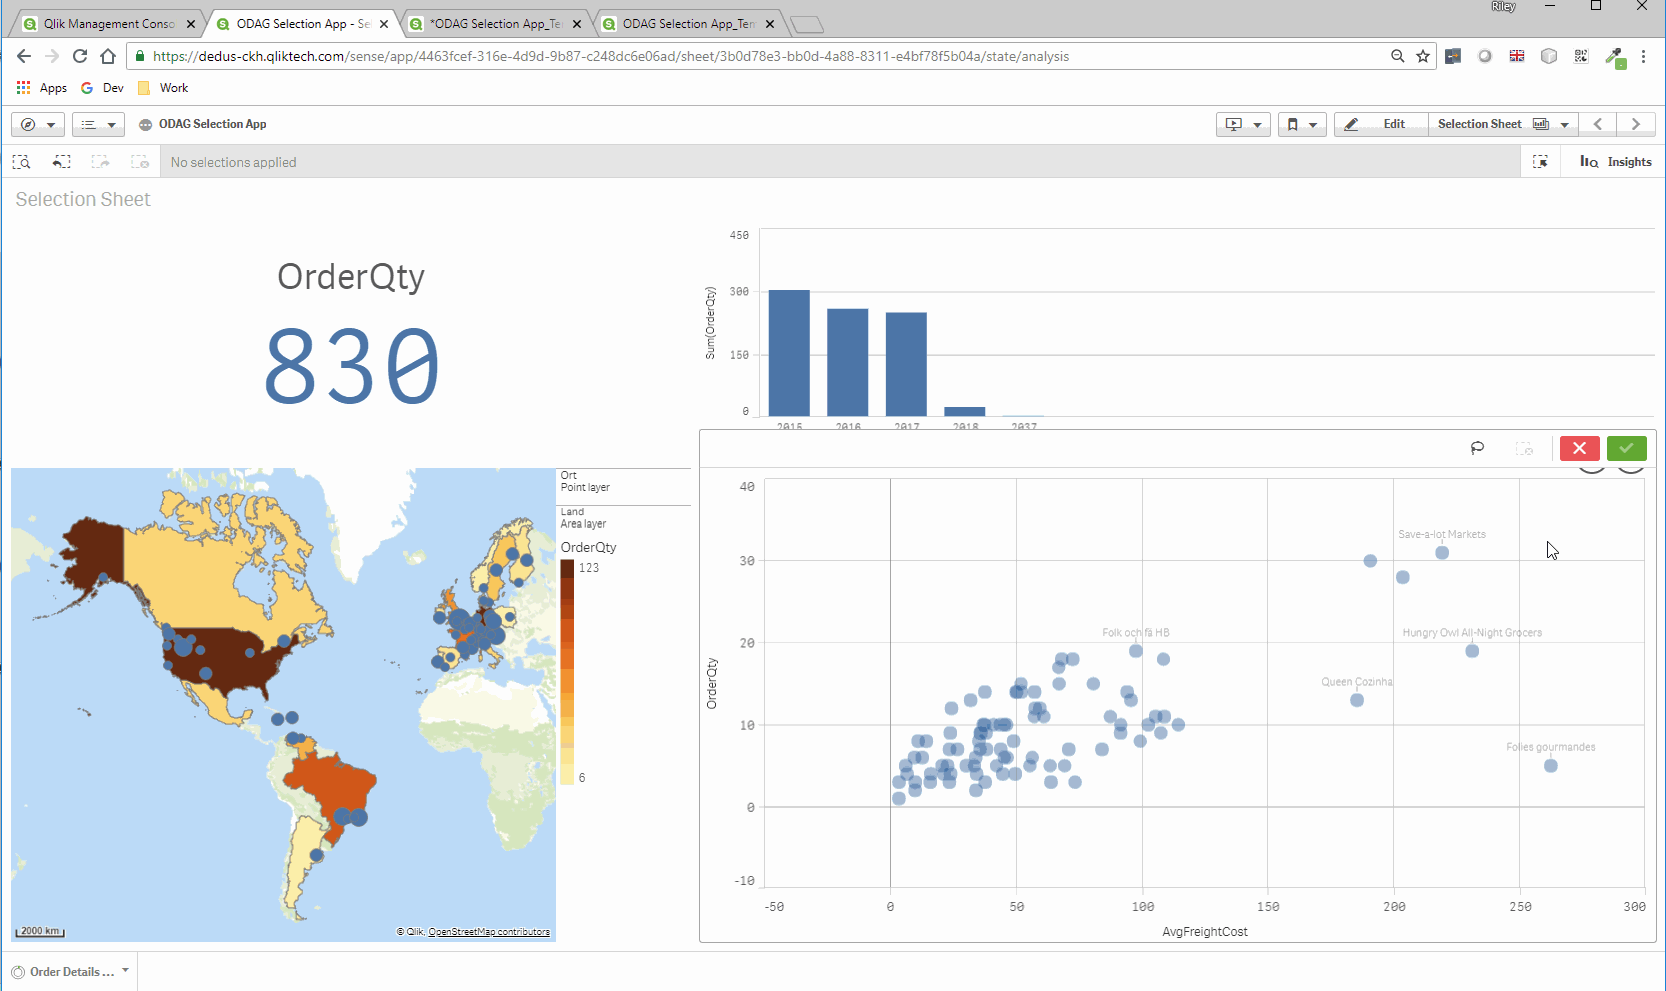 Riley
Qlik Management Conso
ODAG Selection App - Se
*ODAG Selection App_Te
ODAG Selection App_Tem
https://dedus-ckh.qliktech.com/sense/app/4463fcef-316e-4d9d-9b87-c248dc6e06ad/sheet/3b0d78e3-bb0d-4a88-8311-e4bf78f5b04a/state/analysis
Apps Dev Work
ODAG Selection App
Edit
Selection Sheet
No selections applied
Insights
Selection Sheet
OrderQty
830
Sum(OrderQty)
450
300
150
0
2015 2016 2017 2018 2037
Ort
Point layer
Land
Area layer
OrderQty
123
6
2000 km
© Qlik, OpenStreetMap contributors
OrderQty
40
30
20
10
0
-10
-50 0 50 100 150 200 250 300
AvgFreightCost
Save-a-lot Markets
Folk och fä HB
Hungry Owl All-Night Grocers
Queen Cozinha
Folies gourmandes
Order Details ...